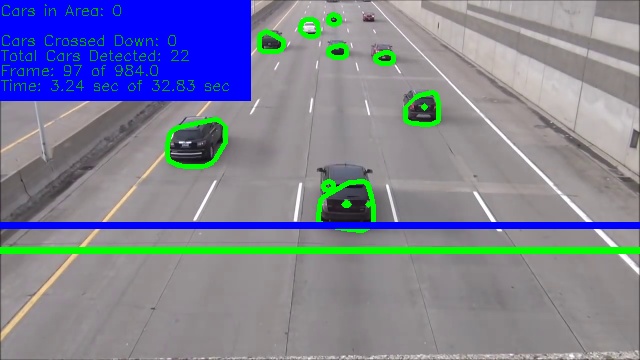 Cars in Area: 0
Cars Crossed Down: 0
Total Cars Detected: 22
Frame: 97 of 984.0
Time: 3.24 sec of 32.83 sec